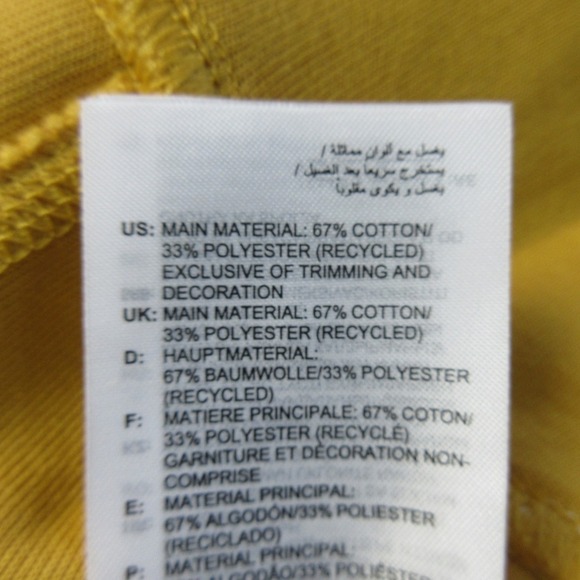 يغسل مع ألوان مماثلة /
يستخرج سريعاً بعد الغسيل /
يغسل و يكوى مقلوباً
US: MAIN MATERIAL: 67% COTTON/
33% POLYESTER (RECYCLED)
EXCLUSIVE OF TRIMMING AND
DECORATION
UK: MAIN MATERIAL: 67% COTTON/
33% POLYESTER (RECYCLED)
D: HAUPTMATERIAL:
67% BAUMWOLLE/33% POLYESTER
(RECYCLED)
F: MATIERE PRINCIPALE: 67% COTON/
33% POLYESTER (RECYCLÉ)
GARNITURE ET DÉCORATION NON-
COMPRISE
E: MATERIAL PRINCIPAL:
67% ALGODÓN/33% POLIESTER
(RECICLADO)
P: MATERIAL PRINCIPAL:
ALGODÃO/33% POLIÉSTER